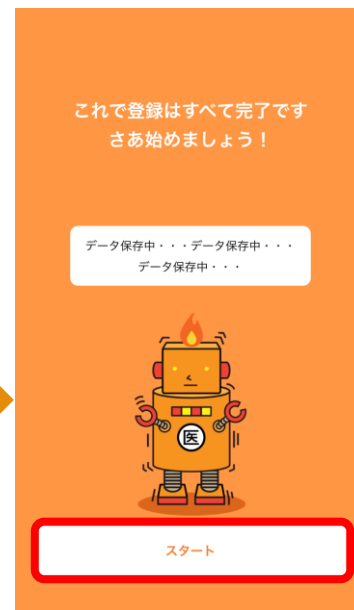 これで登録はすべて完了です
さあ始めましょう！
データ保存中・・・データ保存中・・・
データ保存中・・・
医
スタート